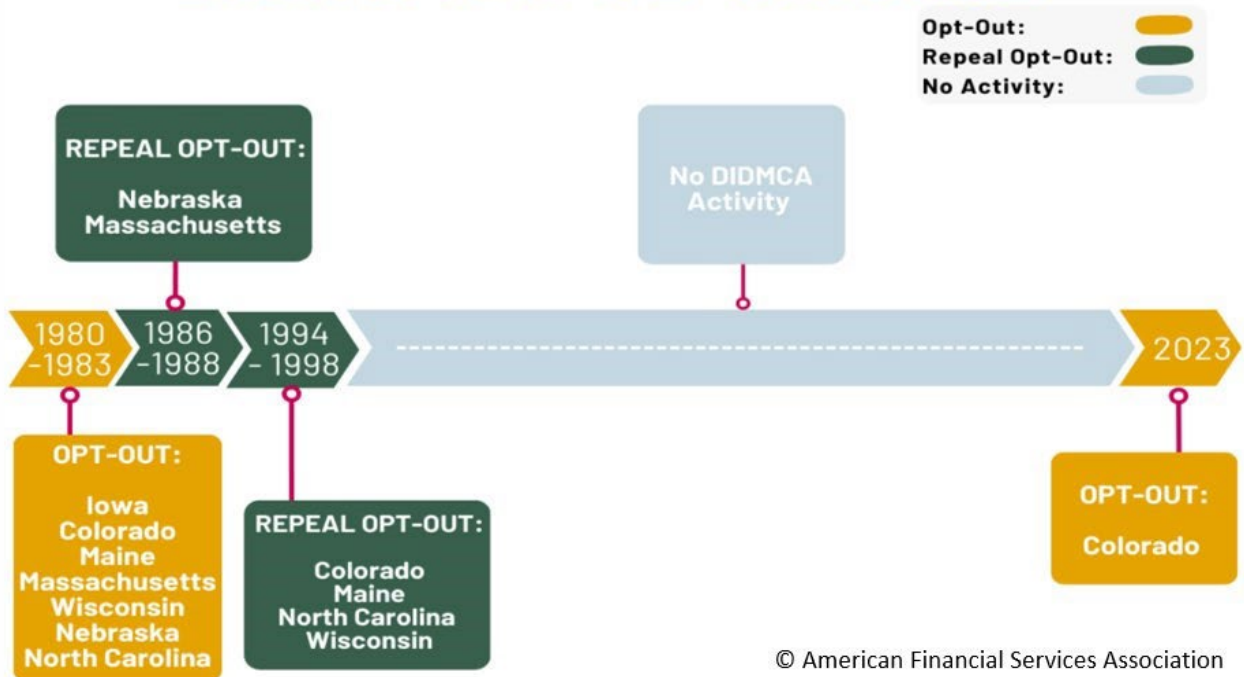 Opt-Out:
Repeal Opt-Out:
No Activity:
REPEAL OPT-OUT:
Nebraska
Massachusetts
No DIDMCA
Activity
1980
-1983
1986
-1988
1994
- 1998
2023
OPT-OUT:
Iowa
Colorado
Maine
Massachusetts
Wisconsin
Nebraska
North Carolina
REPEAL OPT-OUT:
Colorado
Maine
North Carolina
Wisconsin
OPT-OUT:
Colorado
© American Financial Services Association